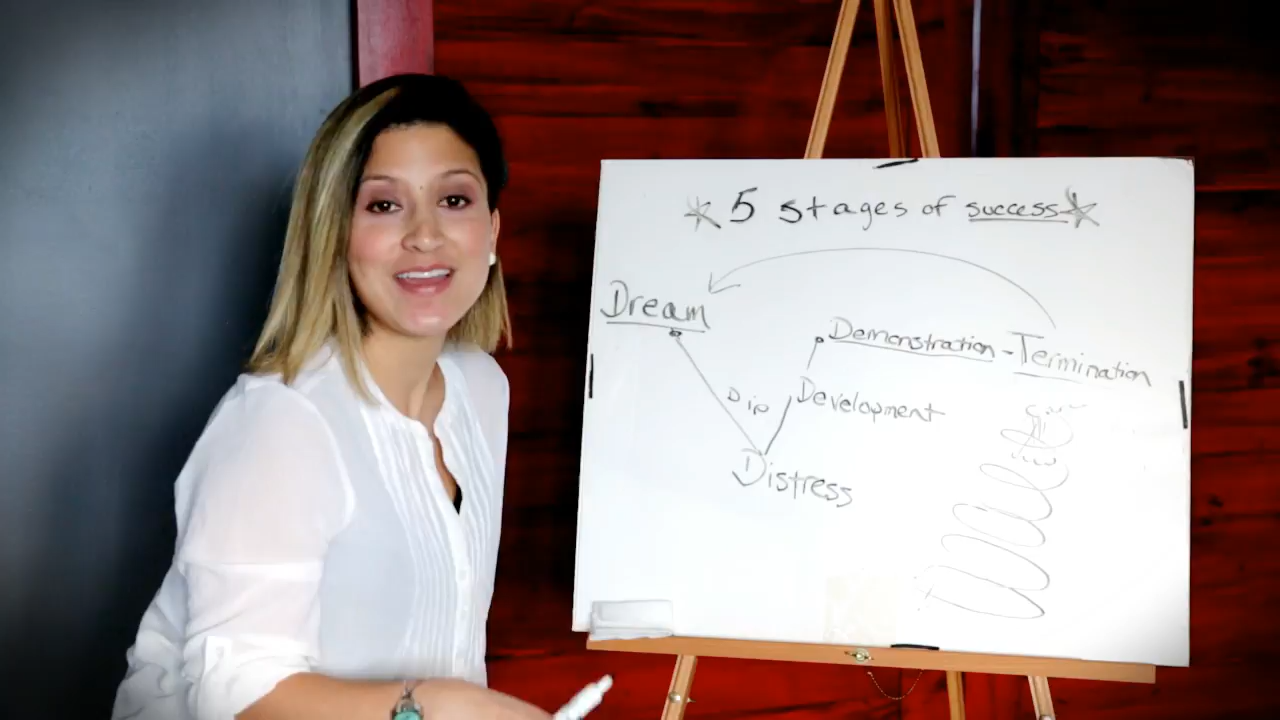 5 stages of success
Dream
Demonstration - Termination
Dip
Development
Distress